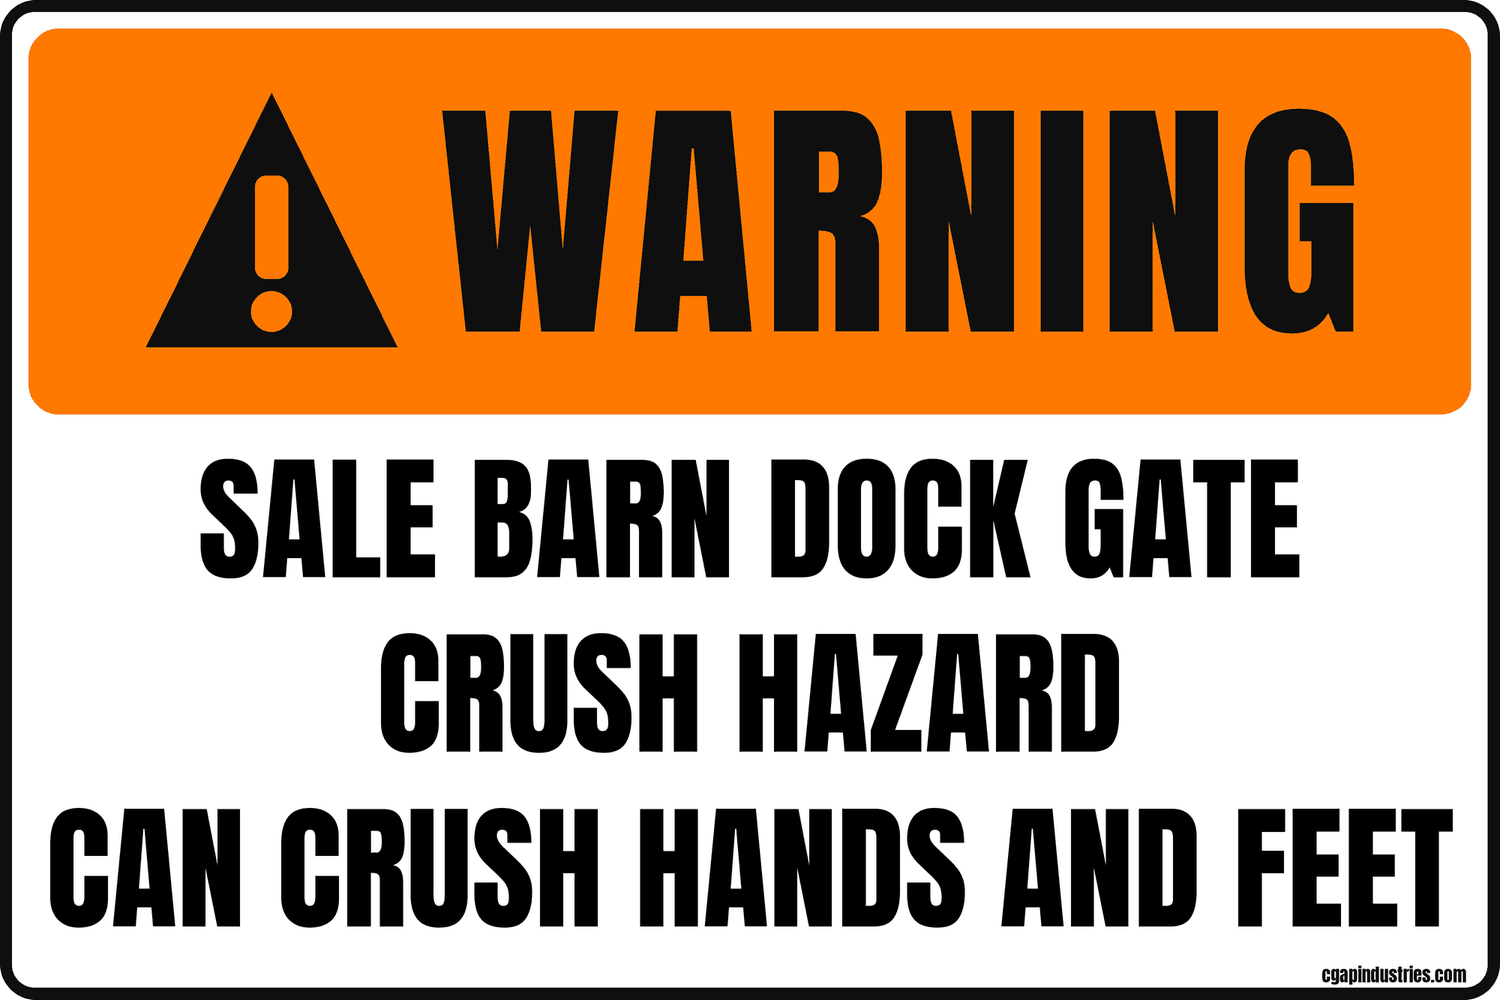 WARNING
SALE BARN DOCK GATE
CRUSH HAZARD
CAN CRUSH HANDS AND FEET
cgapindustries.com